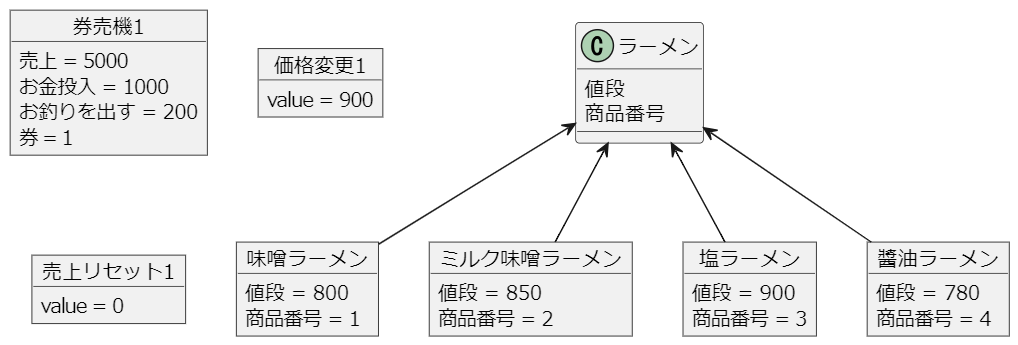 券売機1
売上 = 5000
お金投入 = 1000
お釣りを出す = 200
券 = 1
価格変更1
value = 900
C ラーメン
値段
商品番号
売上リセット1
value = 0
味噌ラーメン
値段 = 800
商品番号 = 1
ミルク味噌ラーメン
値段 = 850
商品番号 = 2
塩ラーメン
値段 = 900
商品番号 = 3
醬油ラーメン
値段 = 780
商品番号 = 4